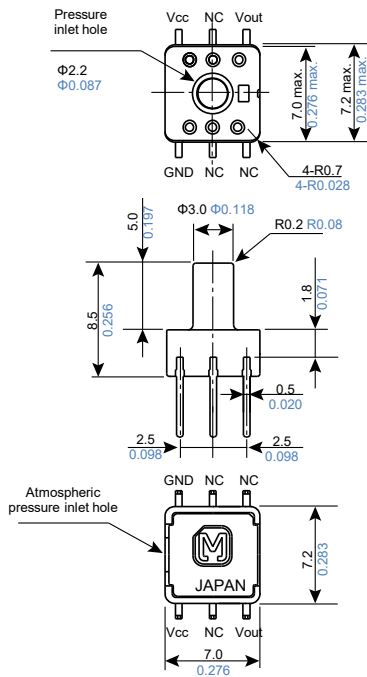 Pressure
inlet hole
Vcc NC Vout
Φ2.2
Φ0.087
7.0 max.
0.276 max.
7.2 max.
0.283 max.
GND NC NC
4-R0.7
4-R0.028
Φ3.0 Φ0.118
R0.2 R0.08
5.0
0.197
8.5
0.256
1.8
0.071
0.5
0.020
2.5
0.098
2.5
0.098
GND NC NC
Atmospheric
pressure inlet hole
M
JAPAN
7.2
0.283
Vcc NC Vout
7.0
0.276